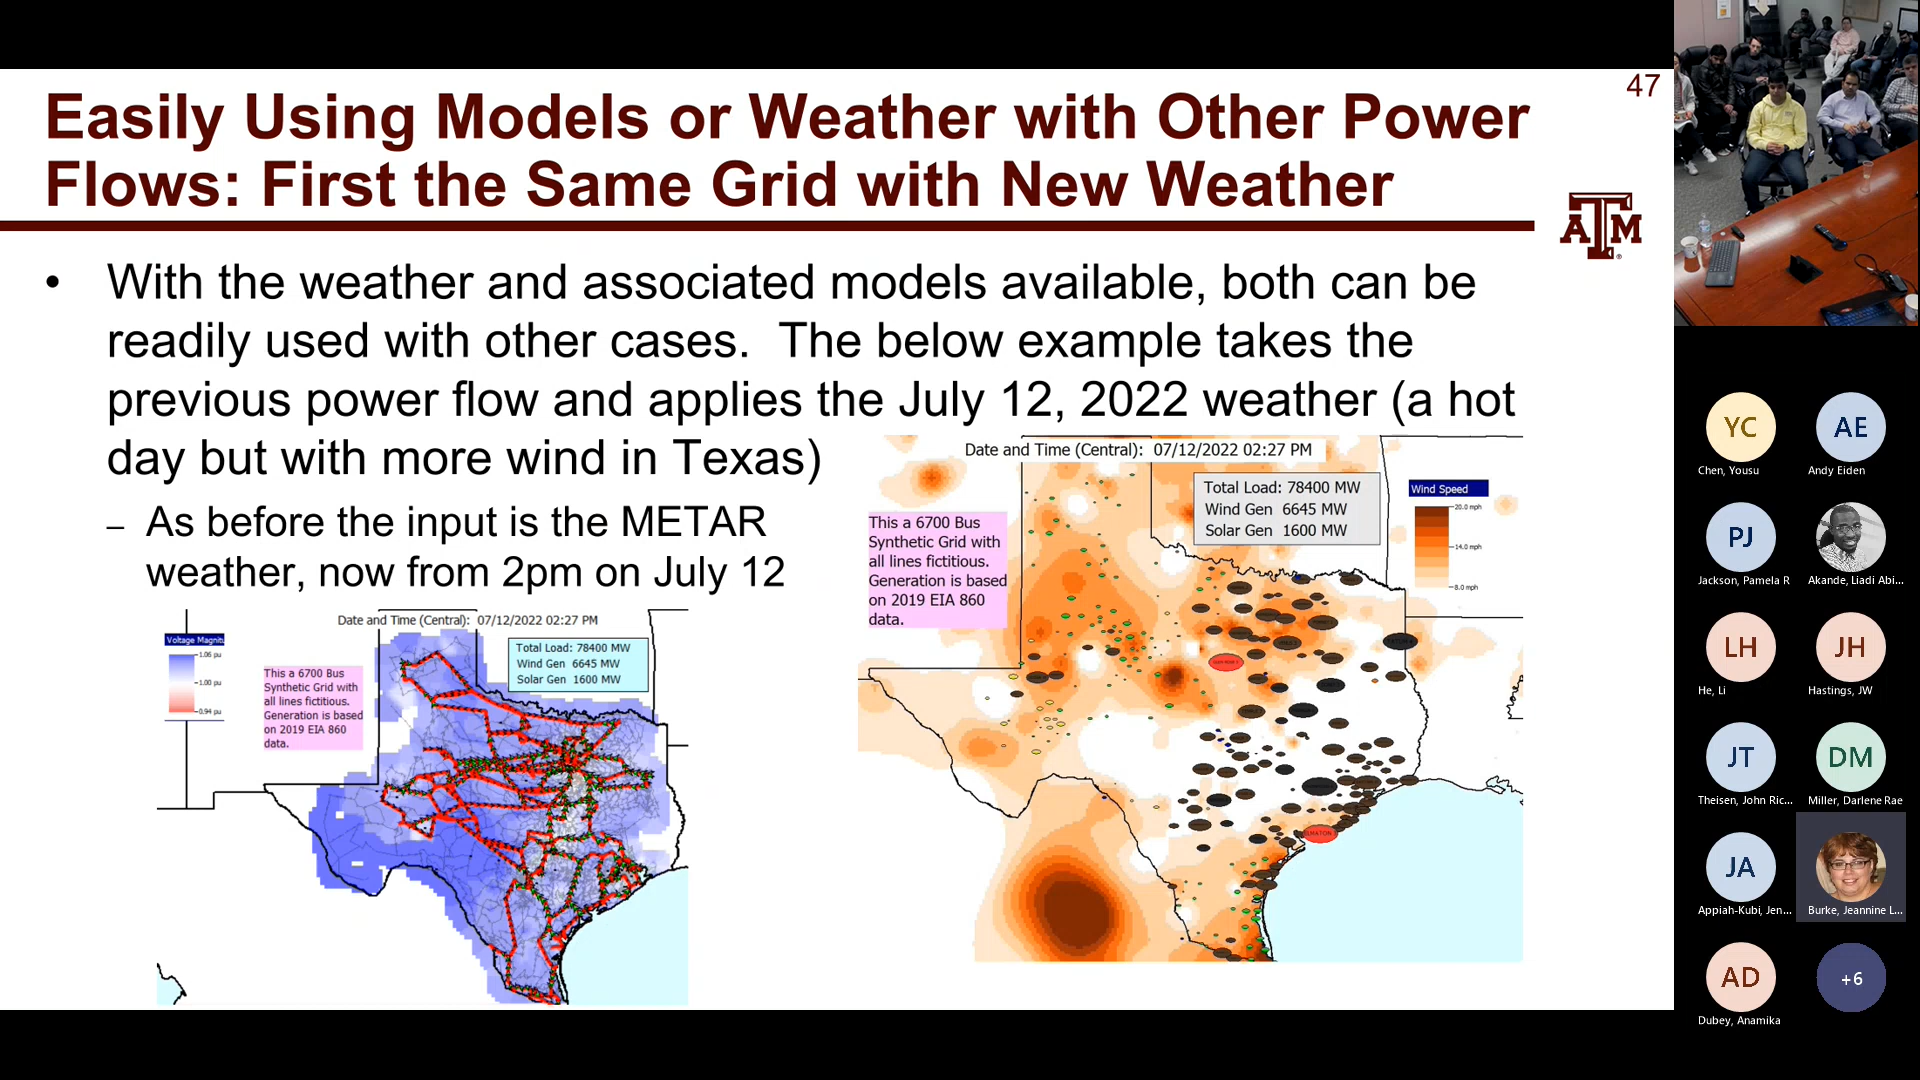 47
Easily Using Models or Weather with Other Power
Flows: First the Same Grid with New Weather
ATM
• With the weather and associated models available, both can be
readily used with other cases.  The below example takes the
previous power flow and applies the July 12, 2022 weather (a hot
day but with more wind in Texas)
– As before the input is the METAR
weather, now from 2pm on July 12
Date and Time (Central): 07/12/2022 02:27 PM
Voltage Magnitu
1.06 pu
1.00 pu
0.94 pu
This a 6700 Bus
Synthetic Grid with
all lines fictitious.
Generation is based
on 2019 EIA 860
data.
Total Load: 78400 MW
Wind Gen 6645 MW
Solar Gen 1600 MW
Date and Time (Central): 07/12/2022 02:27 PM
This a 6700 Bus
Synthetic Grid with
all lines fictitious.
Generation is based
on 2019 EIA 860
data.
Total Load: 78400 MW
Wind Gen 6645 MW
Solar Gen 1600 MW
Wind Speed
20.0 mph
14.0 mph
8.0 mph
YC
Chen, Yousu
AE
Andy Eiden
PJ
Jackson, Pamela R
Akande, Liadi Abi...
LH
He, Li
JH
Hastings, JW
JT
Theisen, John Ric...
DM
Miller, Darlene Rae
JA
Appiah-Kubi, Jen...
Burke, Jeannine L...
AD
Dubey, Anamika
+6